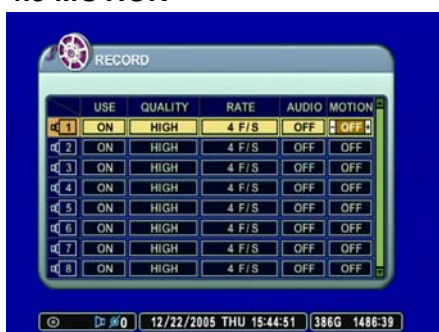 RECORD
USE QUALITY RATE AUDIO MOTION
1 ON HIGH 4 F/S OFF OFF
2 ON HIGH 4 F/S OFF OFF
3 ON HIGH 4 F/S OFF OFF
4 ON HIGH 4 F/S OFF OFF
5 ON HIGH 4 F/S OFF OFF
6 ON HIGH 4 F/S OFF OFF
7 ON HIGH 4 F/S OFF OFF
8 ON HIGH 4 F/S OFF OFF
0 12/22/2005 THU 15:44:51 386G 1486:39